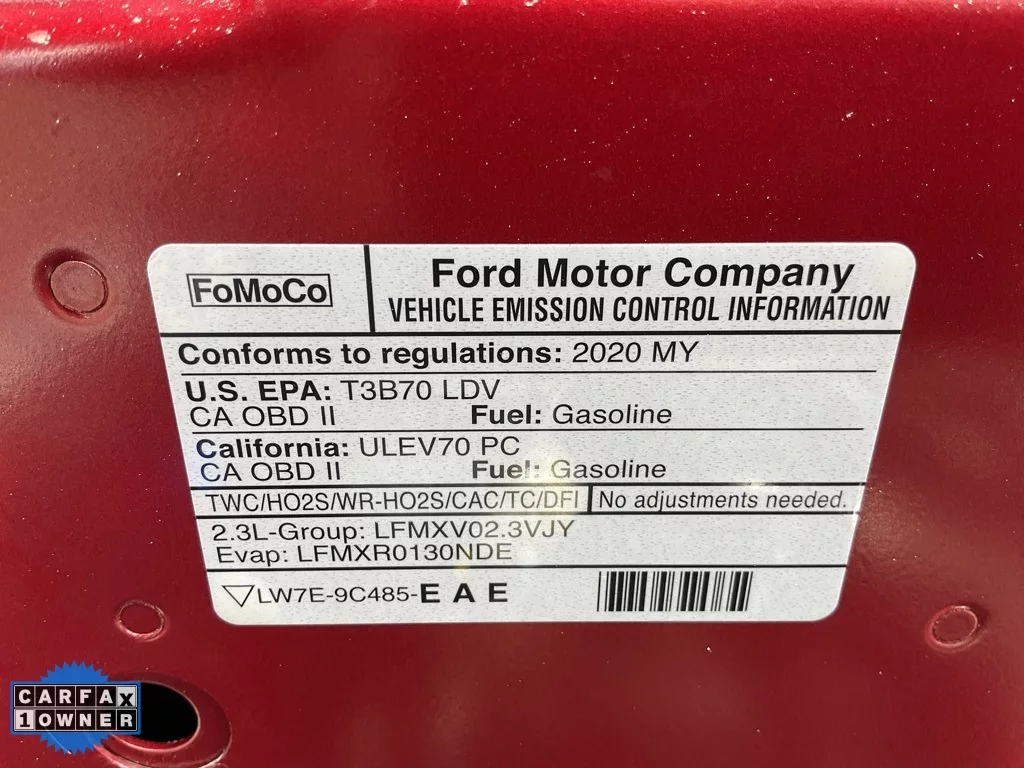 FoMoCo
Ford Motor Company
VEHICLE EMISSION CONTROL INFORMATION
Conforms to regulations: 2020 MY
U.S. EPA: T3B70 LDV
CA OBD II Fuel: Gasoline
California: ULEV70 PC
CA OBD II Fuel: Gasoline
TWC/HO2S/WR-HO2S/CAC/TC/DFI No adjustments needed.
2.3L-Group: LFMXV02.3VJY
Evap: LFMXR0130NDE
LW7E-9C485-E A E
CARFAX
1 OWNER